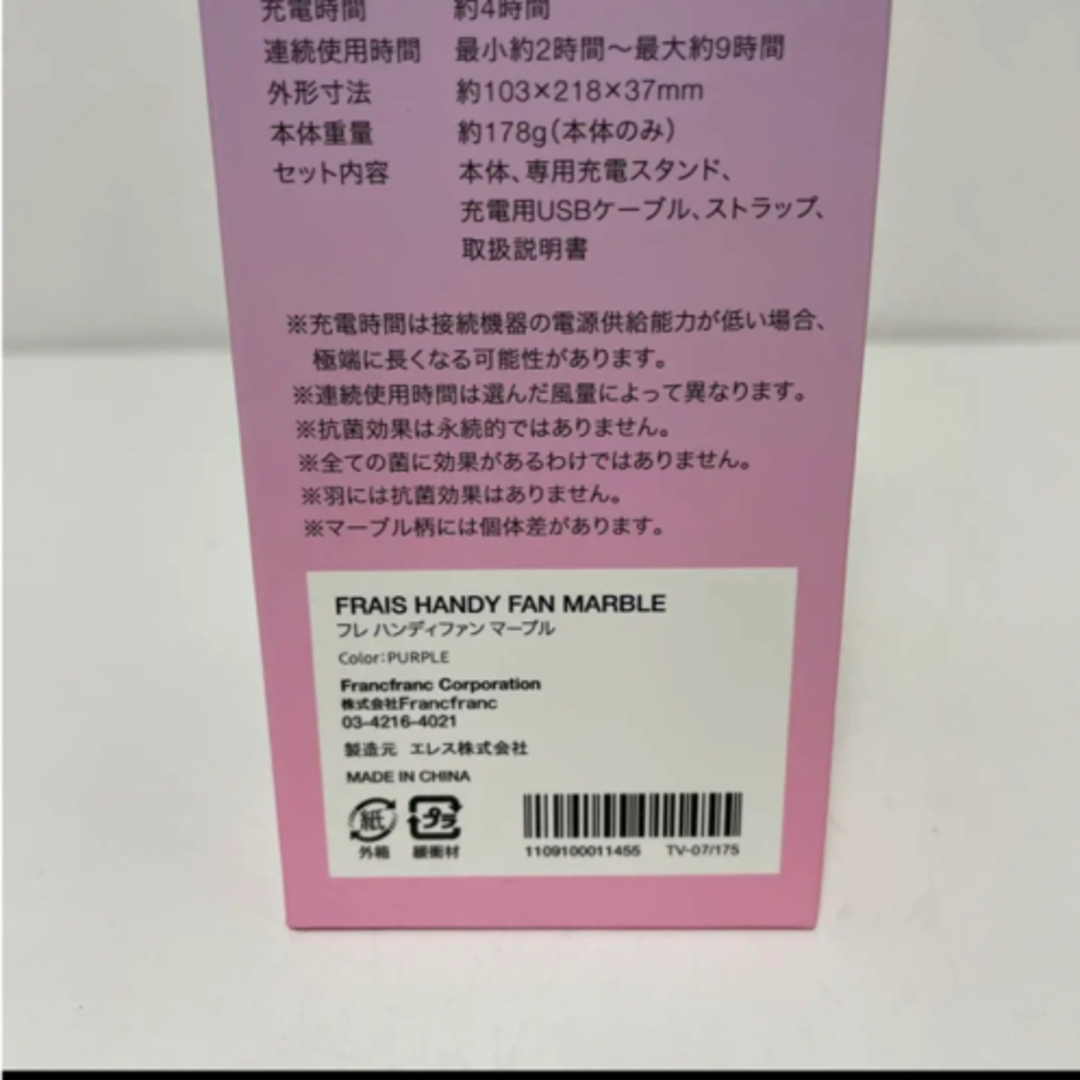 充電時間 約4時間
連続使用時間 最小約2時間〜最大約9時間
外形寸法 約103×218×37mm
本体重量 約178g(本体のみ)
セット内容 本体、専用充電スタンド、
充電用USBケーブル、ストラップ、
取扱説明書
※充電時間は接続機器の電源供給能力が低い場合、
極端に長くなる可能性があります。
※連続使用時間は選んだ風量によって異なります。
※抗菌効果は永続的ではありません。
※全ての菌に効果があるわけではありません。
※羽には抗菌効果はありません。
※マーブル柄には個体差があります。
FRAIS HANDY FAN MARBLE
フレ ハンディファン マーブル
Color:PURPLE
Francfranc Corporation
株式会社Francfranc
03-4216-4021
製造元 エレス株式会社
MADE IN CHINA
紙 プラ
外箱 緩衝材
1109100011455 TV-07/175